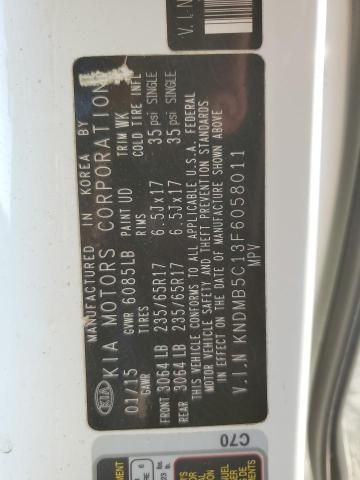 MANUFACTURED IN KOREA BY
KIA KIA MOTORS CORPORATION
01/15 GVWR 6085LB PAINT UD TRIM WK
GAWR TIRES RIMS COLD TIRE INFL
FRONT 3064 LB 235/65R17 6.5Jx17 35 psi SINGLE
REAR 3064 LB 235/65R17 6.5Jx17 35 psi SINGLE
THIS VEHICLE CONFORMS TO ALL APPLICABLE U.S.A. FEDERAL
MOTOR VEHICLE SAFETY AND THEFT PREVENTION STANDARDS
IN EFFECT ON THE DATE OF MANUFACTURE SHOWN ABOVE
V.I.N KNDMB5C13F6058011
MPV
C70
V.I.N